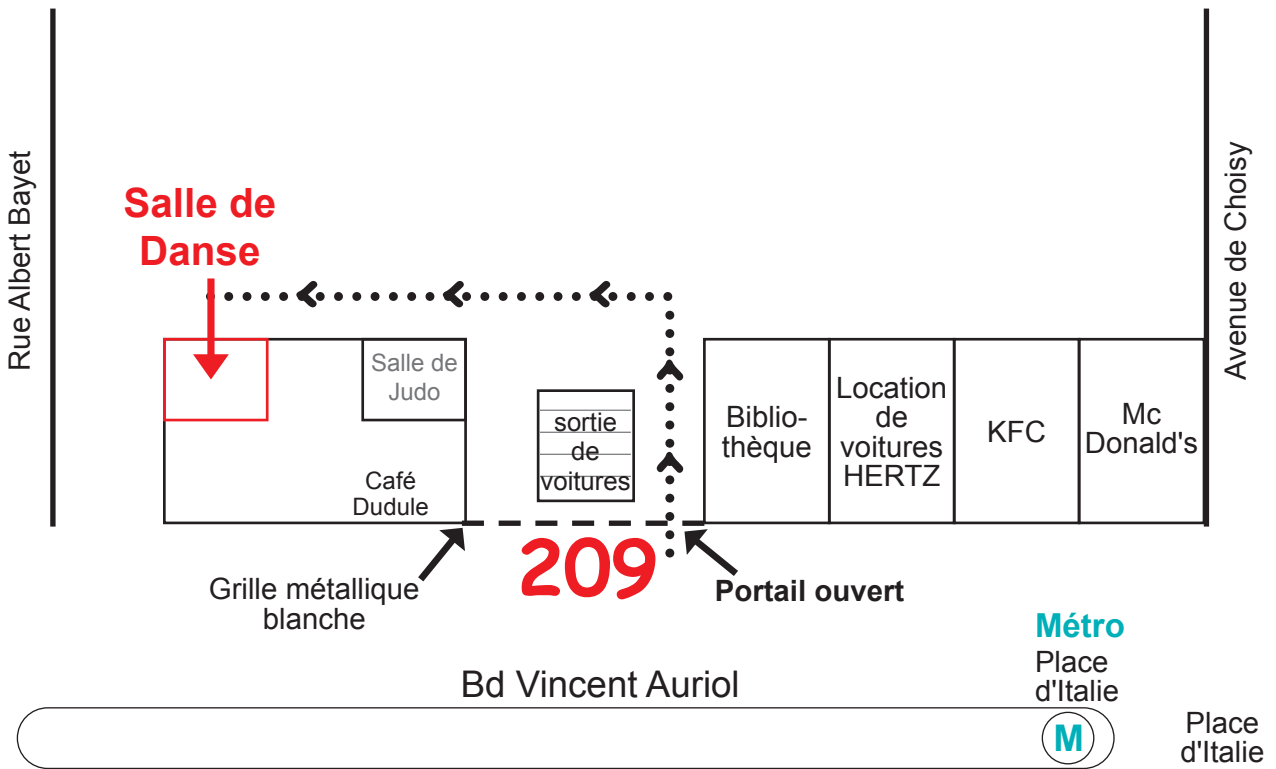 Rue Albert Bayet
Avenue de Choisy
Salle de
Danse
Salle de
Judo
Café
Dudule
sortie
de
voitures
Biblio-
thèque
Location
de
voitures
HERTZ
KFC
Mc
Donald's
209
Grille métallique
blanche
Portail ouvert
Métro
Place
d'Italie
Bd Vincent Auriol
M
Place
d'Italie